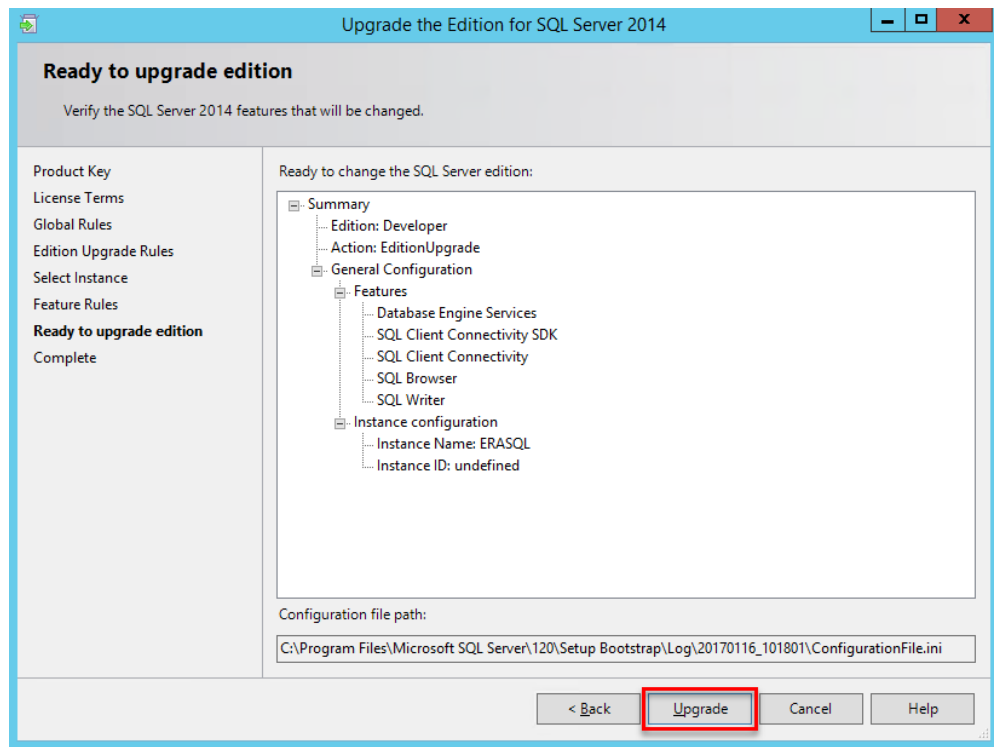 Upgrade the Edition for SQL Server 2014
Ready to upgrade edition
Verify the SQL Server 2014 features that will be changed.
Product Key
License Terms
Global Rules
Edition Upgrade Rules
Select Instance
Feature Rules
Ready to upgrade edition
Complete
Ready to change the SQL Server edition:
Summary
Edition: Developer
Action: EditionUpgrade
General Configuration
Features
Database Engine Services
SQL Client Connectivity SDK
SQL Client Connectivity
SQL Browser
SQL Writer
Instance configuration
Instance Name: ERASQL
Instance ID: undefined
Configuration file path:
C:\Program Files\Microsoft SQL Server\120\Setup Bootstrap\Log\20170116_101801\ConfigurationFile.ini
< Back Upgrade Cancel Help